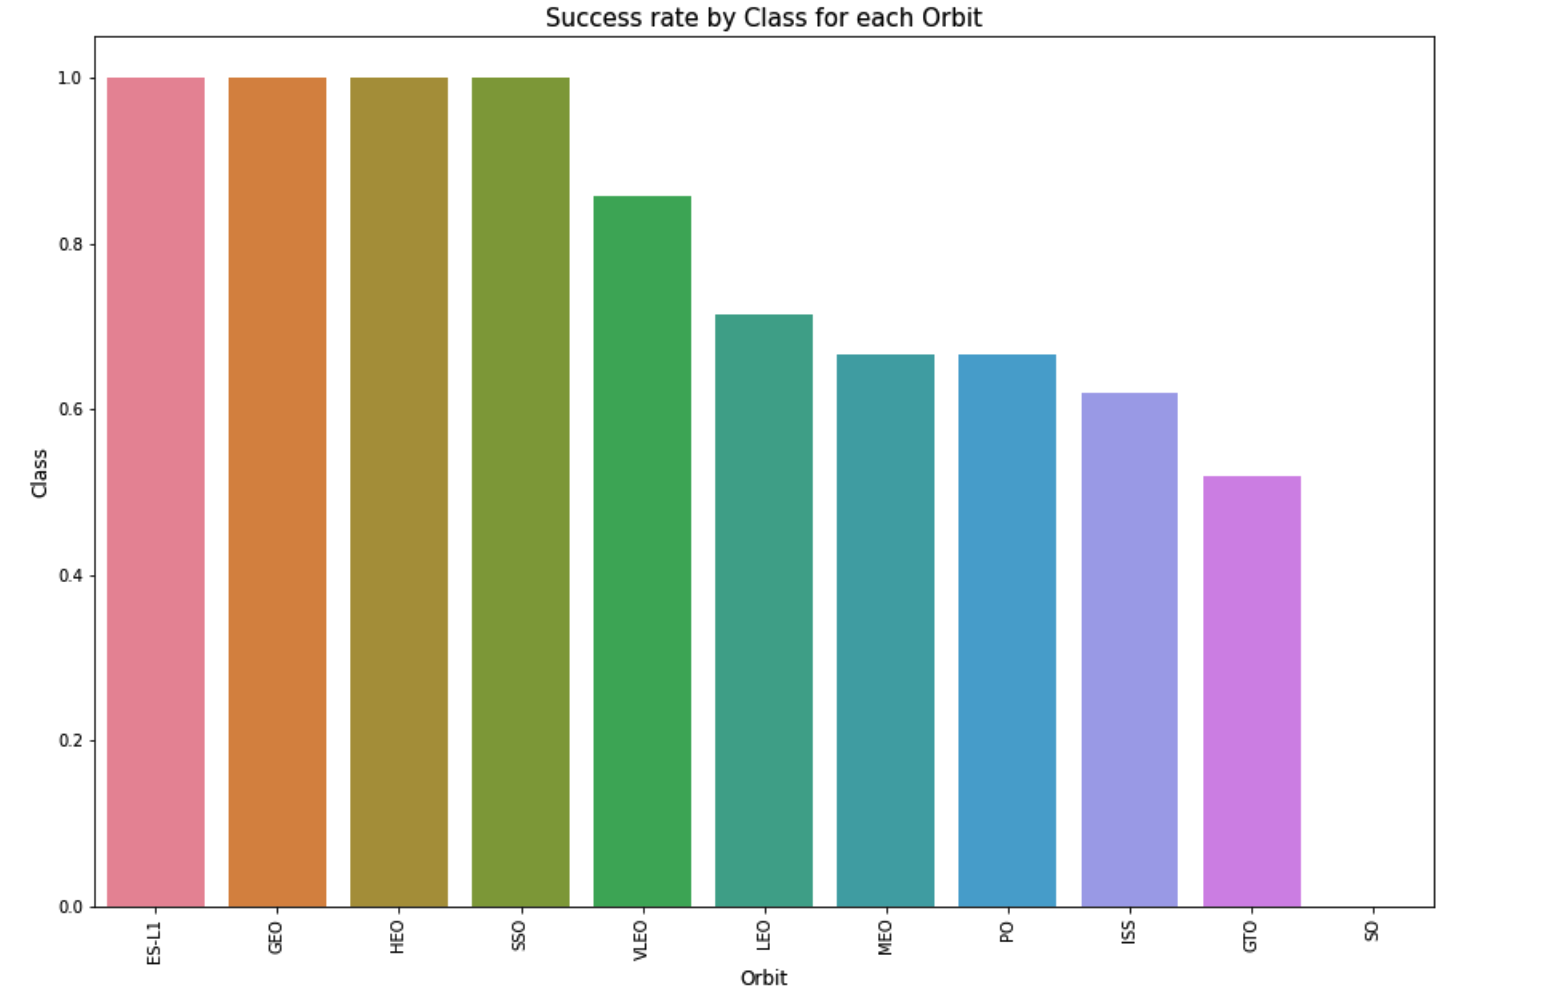 Success rate by Class for each Orbit
1.0
0.8
0.6
0.4
0.2
0.0
Class
ES-L1
GEO
HEO
SSO
VLEO
LEO
MEO
PO
ISS
GTO
SO
Orbit